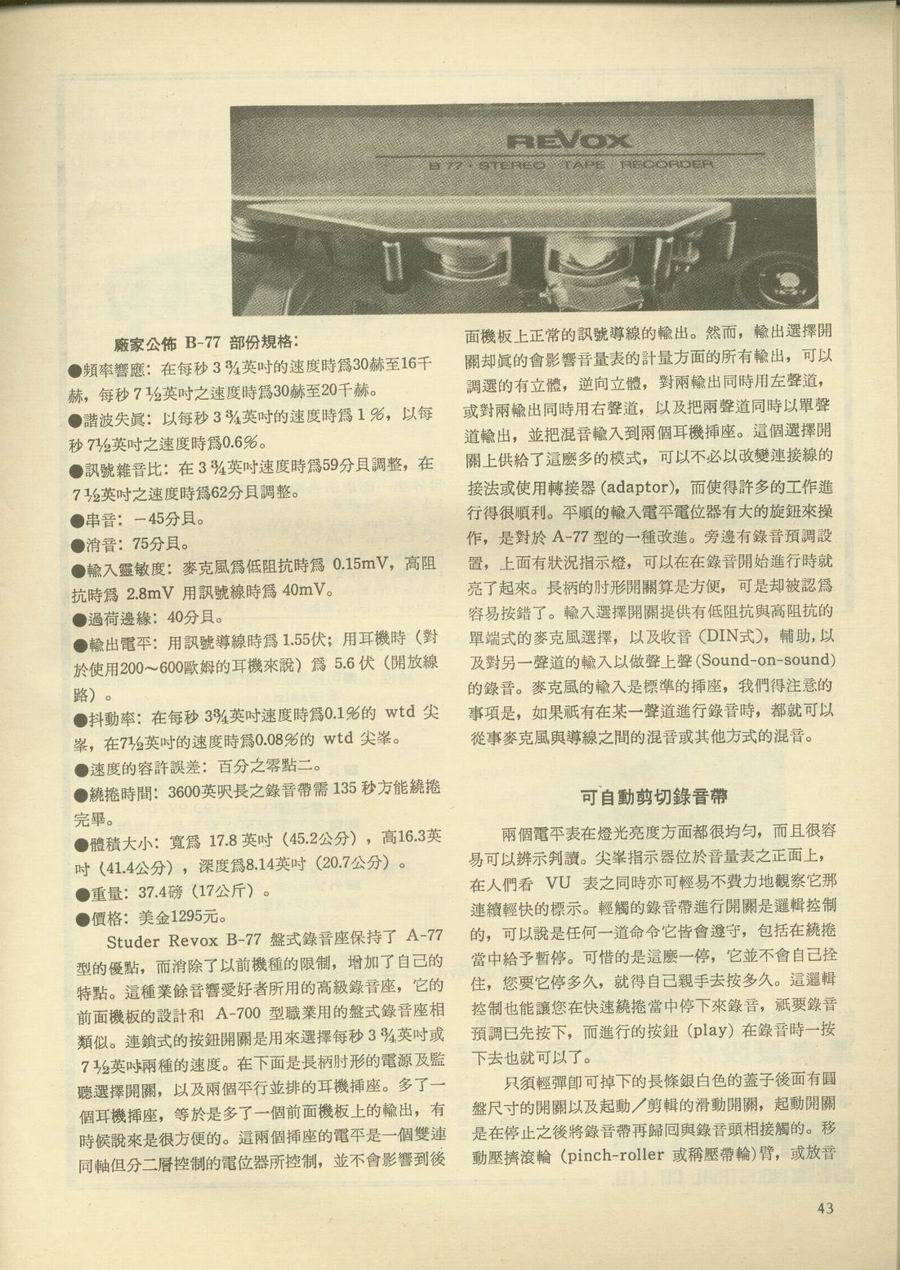 REVOX
B 77 · STEREO TAPE RECORDER
廠家公佈 B-77 部份規格：
●頻率響應：在每秒 3 ¾英吋的速度時爲30赫至16千
赫，每秒 7 ½英吋之速度時爲30赫至20千赫。
●諧波失眞：以每秒 3 ¾英吋的速度時爲 1 %，以每
秒 7½英吋之速度時爲0.6%。
●訊號雜音比：在 3 ¾英吋速度時爲59分貝調整，在
7 ½英吋之速度時爲62分貝調整。
●串音：－45分貝。
●消音：75分貝。
●輸入靈敏度：麥克風爲低阻抗時爲 0.15mV，高阻
抗時爲 2.8mV 用訊號線時爲 40mV。
●過荷邊緣：40分貝。
●輸出電平：用訊號導線時爲 1.55伏；用耳機時（對
於使用200～600歐姆的耳機來說）爲 5.6 伏（開放線
路）。
●抖動率：在每秒 3¾英吋速度時爲0.1%的 wtd 尖
峯，在7½英吋的速度時爲0.08%的 wtd 尖峯。
●速度的容許誤差：百分之零點二。
●繞捲時間：3600英呎長之錄音帶需 135 秒方能繞捲
完畢。
●體積大小：寬爲 17.8 英吋（45.2公分），高16.3英
吋（41.4公分），深度爲8.14英吋（20.7公分）。
●重量：37.4磅（17公斤）。
●價格：美金1295元。
Studer Revox B-77 盤式錄音座保持了 A-77
型的優點，而消除了以前機種的限制，增加了自己的
特點。這種業餘音響愛好者所用的高級錄音座，它的
前面機板的設計和 A-700 型職業用的盤式錄音座相
類似。連鎖式的按鈕開關是用來選擇每秒 3 ¾英吋或
7 ½英吋兩種的速度。在下面是長柄肘形的電源及監
聽選擇開關，以及兩個平行並排的耳機揷座。多了一
個耳機揷座，等於是多了一個前面機板上的輸出，有
時候說來是很方便的。這兩個揷座的電平是一個雙連
同軸但分二層控制的電位器所控制，並不會影響到後
面機板上正常的訊號導線的輸出。然而，輸出選擇開
關却眞的會影響音量表的計量方面的所有輸出，可以
調選的有立體，逆向立體，對兩輸出同時用左聲道，
或對兩輸出同時用右聲道，以及把兩聲道同時以單聲
道輸出，並把混音輸入到兩個耳機揷座。這個選擇開
關上供給了這麽多的模式，可以不必以改變連接線的
接法或使用轉接器 (adaptor)，而使得許多的工作進
行得很順利。平順的輸入電平電位器有大的旋鈕來操
作，是對於 A-77 型的一種改進。旁邊有錄音預調設
置，上面有狀況指示燈，可以在在錄音開始進行時就
亮了起來。長柄的肘形開關算是方便，可是却被認爲
容易按錯了。輸入選擇開關提供有低阻抗與高阻抗的
單端式的麥克風選擇，以及收音（DIN式），輔助，以
及對另一聲道的輸入以做聲上聲 (Sound-on-sound)
的錄音。麥克風的輸入是標準的揷座，我們得注意的
事項是，如果祇有在某一聲道進行錄音時，都就可以
從事麥克風與導線之間的混音或其他方式的混音。
可自動剪切錄音帶
兩個電平表在燈光亮度方面都很均勻，而且很容
易可以辨示判讀。尖峯指示器位於音量表之正面上，
在人們看 VU 表之同時亦可輕易不費力地觀察它那
連續輕快的標示。輕觸的錄音帶進行開關是邏輯控制
的，可以說是任何一道命令它皆會遵守，包括在繞捲
當中給予暫停。可惜的是這麽一停，它並不會自己拴
住，您要它停多久，就得自己親手去按多久。這邏輯
控制也能讓您在快速繞捲當中停下來錄音，祇要錄音
預調已先按下，而進行的按鈕（play）在錄音時一按
下去也就可以了。
只須輕彈卽可掉下的長條銀白色的蓋子後面有圓
盤尺寸的開關以及起動／剪輯的滑動開關，起動開關
是在停止之後將錄音帶再歸囘與錄音頭相接觸的。移
動壓擠滾輪（pinch-roller 或稱壓帶輪）臂，或放音
43